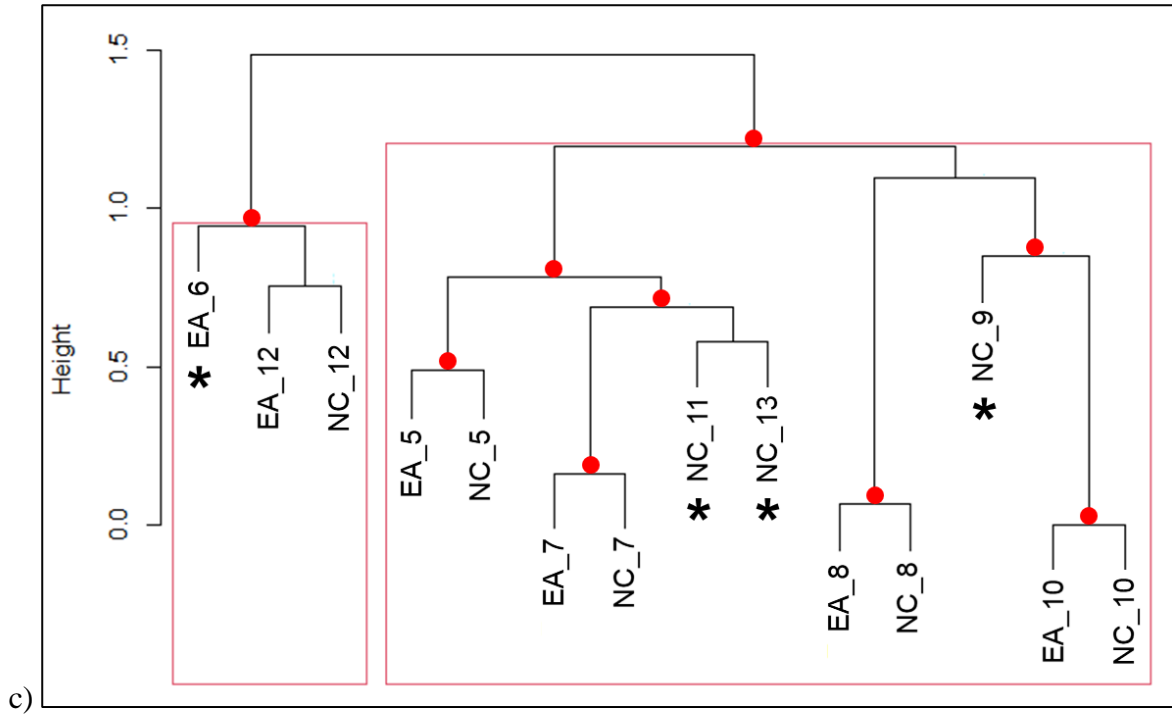 c)
Height
1.5
1.0
0.5
0.0
* EA_6
EA_12
NC_12
EA_5
NC_5
EA_7
NC_7
* NC_11
* NC_13
EA_8
NC_8
* NC_9
EA_10
NC_10